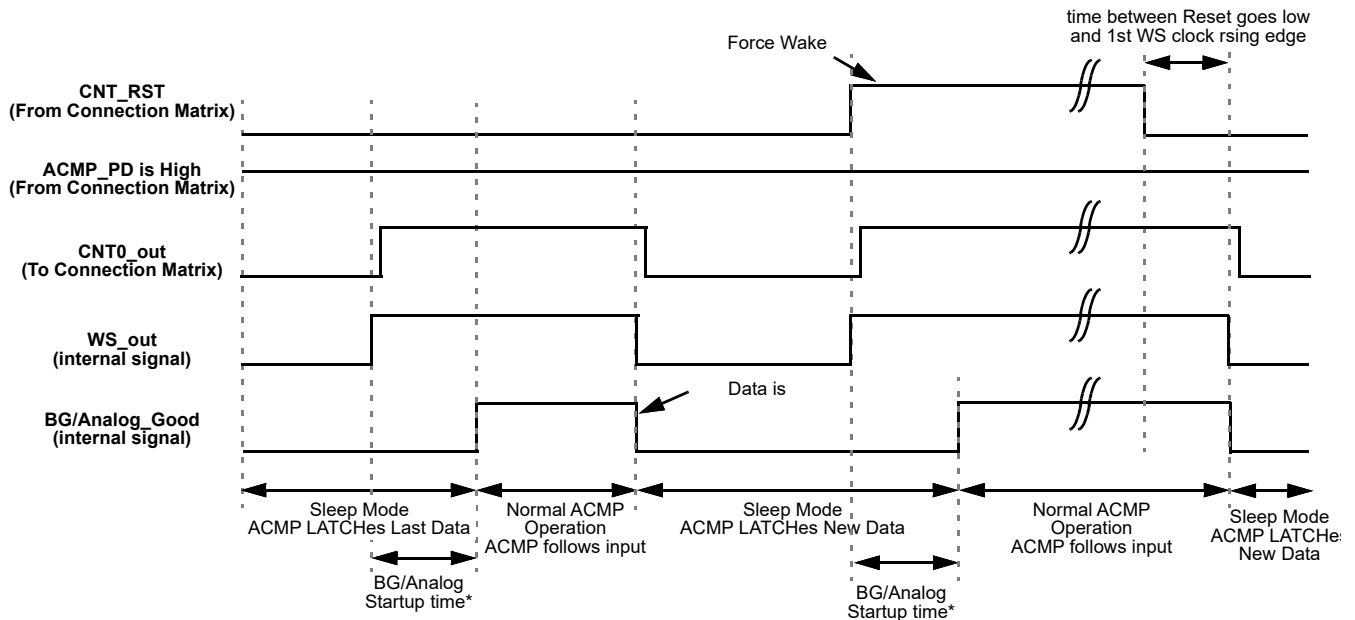 time between Reset goes low
and 1st WS clock rsing edge
Force Wake
CNT_RST
(From Connection Matrix)
ACMP_PD is High
(From Connection Matrix)
CNT0_out
(To Connection Matrix)
WS_out
(internal signal)
Data is
BG/Analog_Good
(internal signal)
Sleep Mode
ACMP LATCHes Last Data
Normal ACMP
Operation
ACMP follows input
Sleep Mode
ACMP LATCHes New Data
Normal ACMP
Operation
ACMP follows input
Sleep Mode
ACMP LATCHes
New Data
BG/Analog
Startup time*
BG/Analog
Startup time*